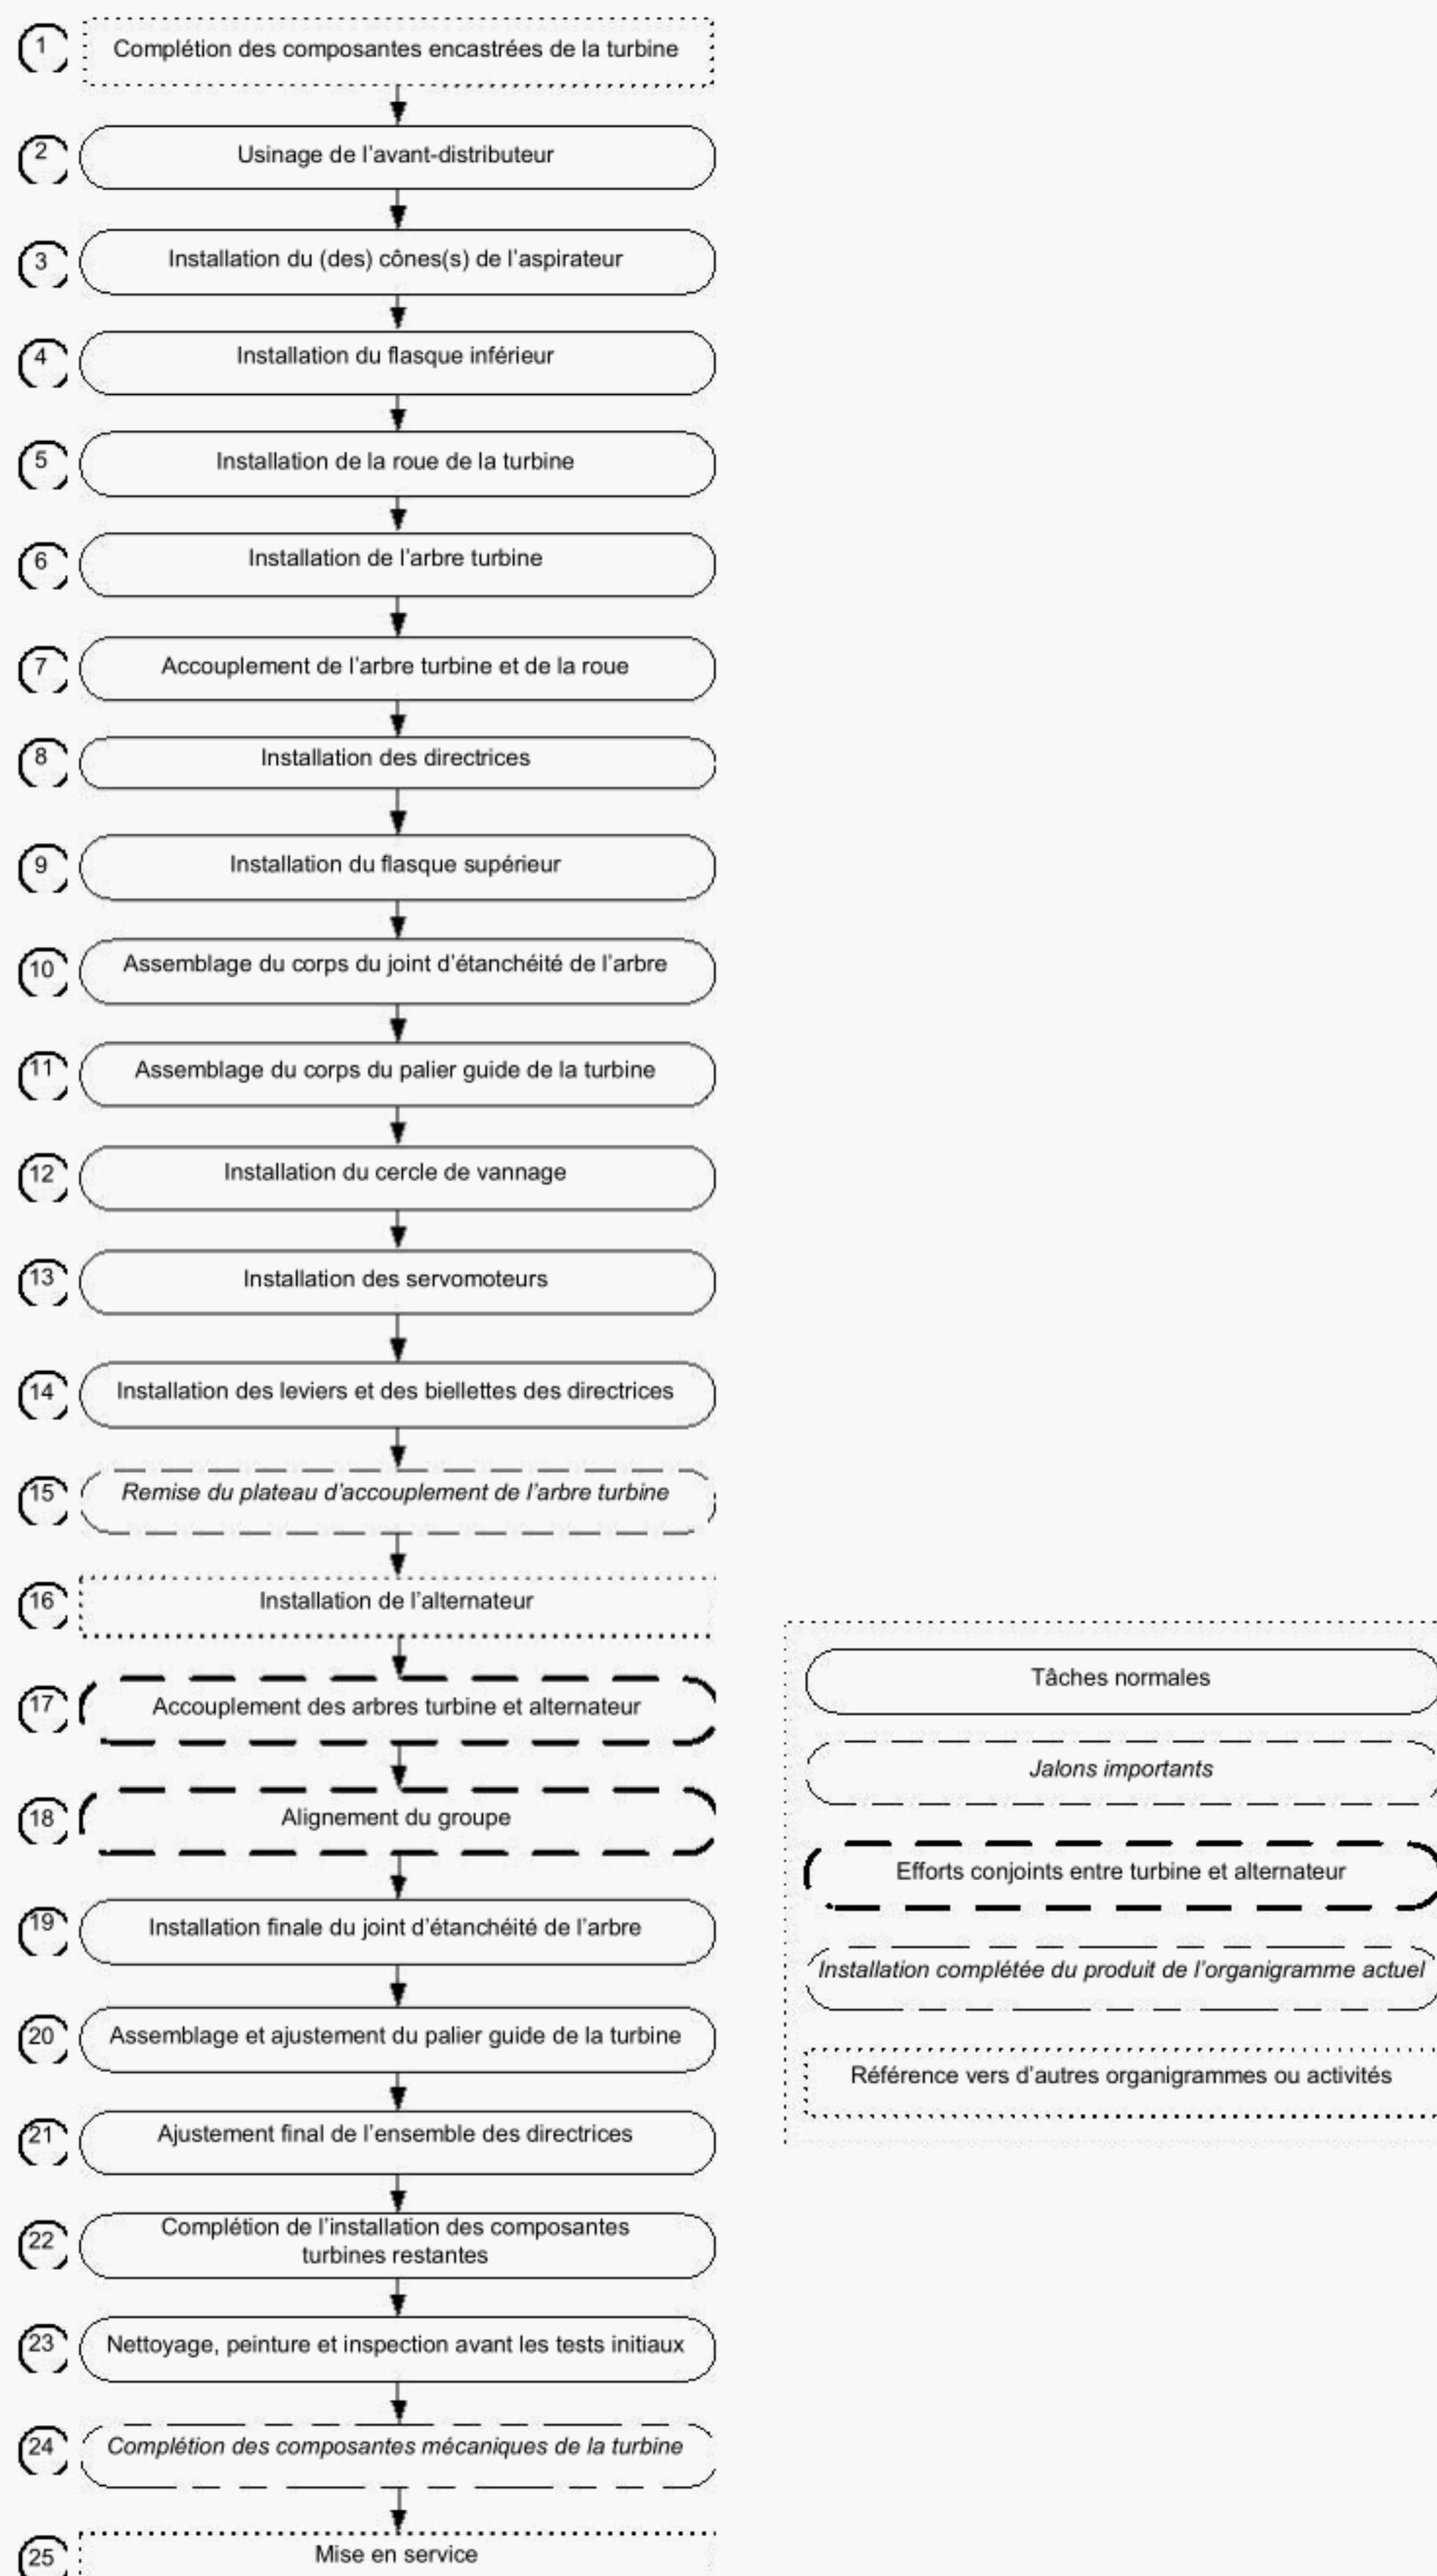 1
Complétion des composantes encastrées de la turbine
2
Usinage de l'avant-distributeur
3
Installation du (des) cônes(s) de l'aspirateur
4
Installation du flasque inférieur
5
Installation de la roue de la turbine
6
Installation de l'arbre turbine
7
Accouplement de l'arbre turbine et de la roue
8
Installation des directrices
9
Installation du flasque supérieur
10
Assemblage du corps du joint d'étanchéité de l'arbre
11
Assemblage du corps du palier guide de la turbine
12
Installation du cercle de vannage
13
Installation des servomoteurs
14
Installation des leviers et des biellettes des directrices
15
Remise du plateau d'accouplement de l'arbre turbine
16
Installation de l'alternateur
17
Accouplement des arbres turbine et alternateur
18
Alignement du groupe
19
Installation finale du joint d'étanchéité de l'arbre
20
Assemblage et ajustement du palier guide de la turbine
21
Ajustement final de l'ensemble des directrices
22
Complétion de l'installation des composantes
turbines restantes
23
Nettoyage, peinture et inspection avant les tests initiaux
24
Complétion des composantes mécaniques de la turbine
25
Mise en service
Tâches normales
Jalons importants
Efforts conjoints entre turbine et alternateur
Installation complétée du produit de l'organigramme actuel
Référence vers d'autres organigrammes ou activités